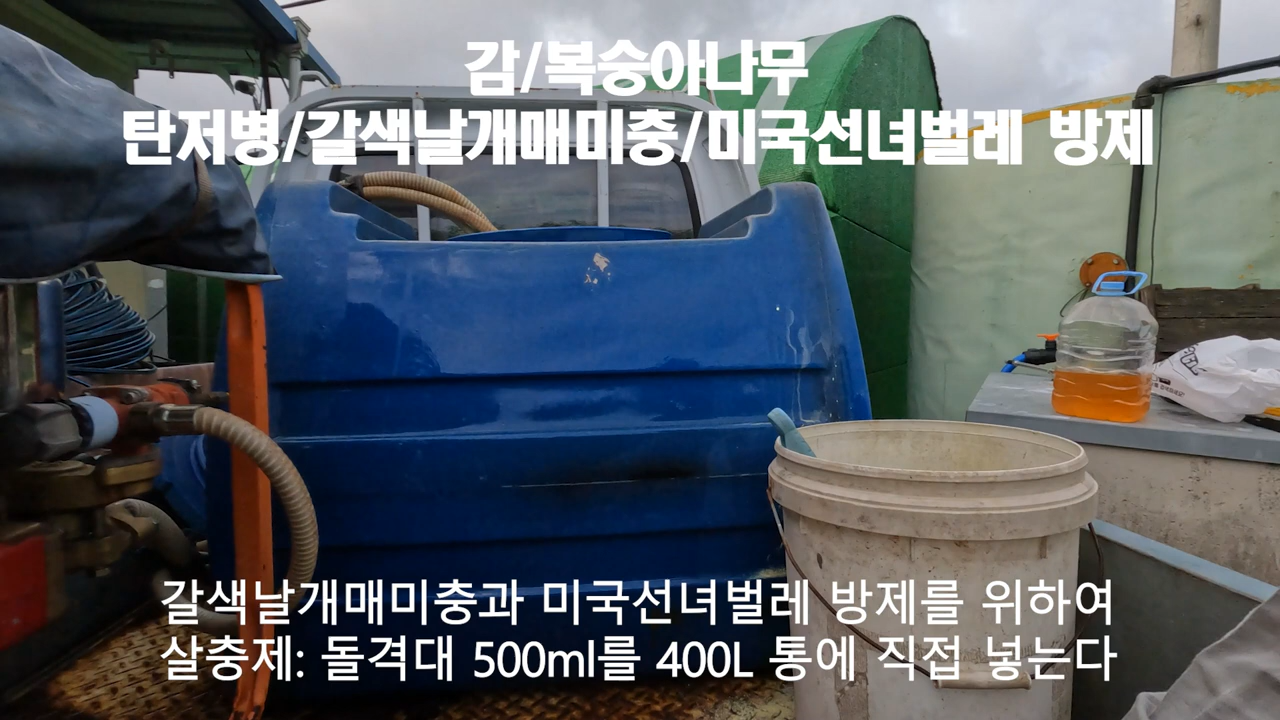 감/복숭아나무
탄저병/갈색날개매미충/미국선녀벌레 방제
갈색날개매미충과 미국선녀벌레 방제를 위하여
살충제: 돌격대 500ml를 400L 통에 직접 넣는다